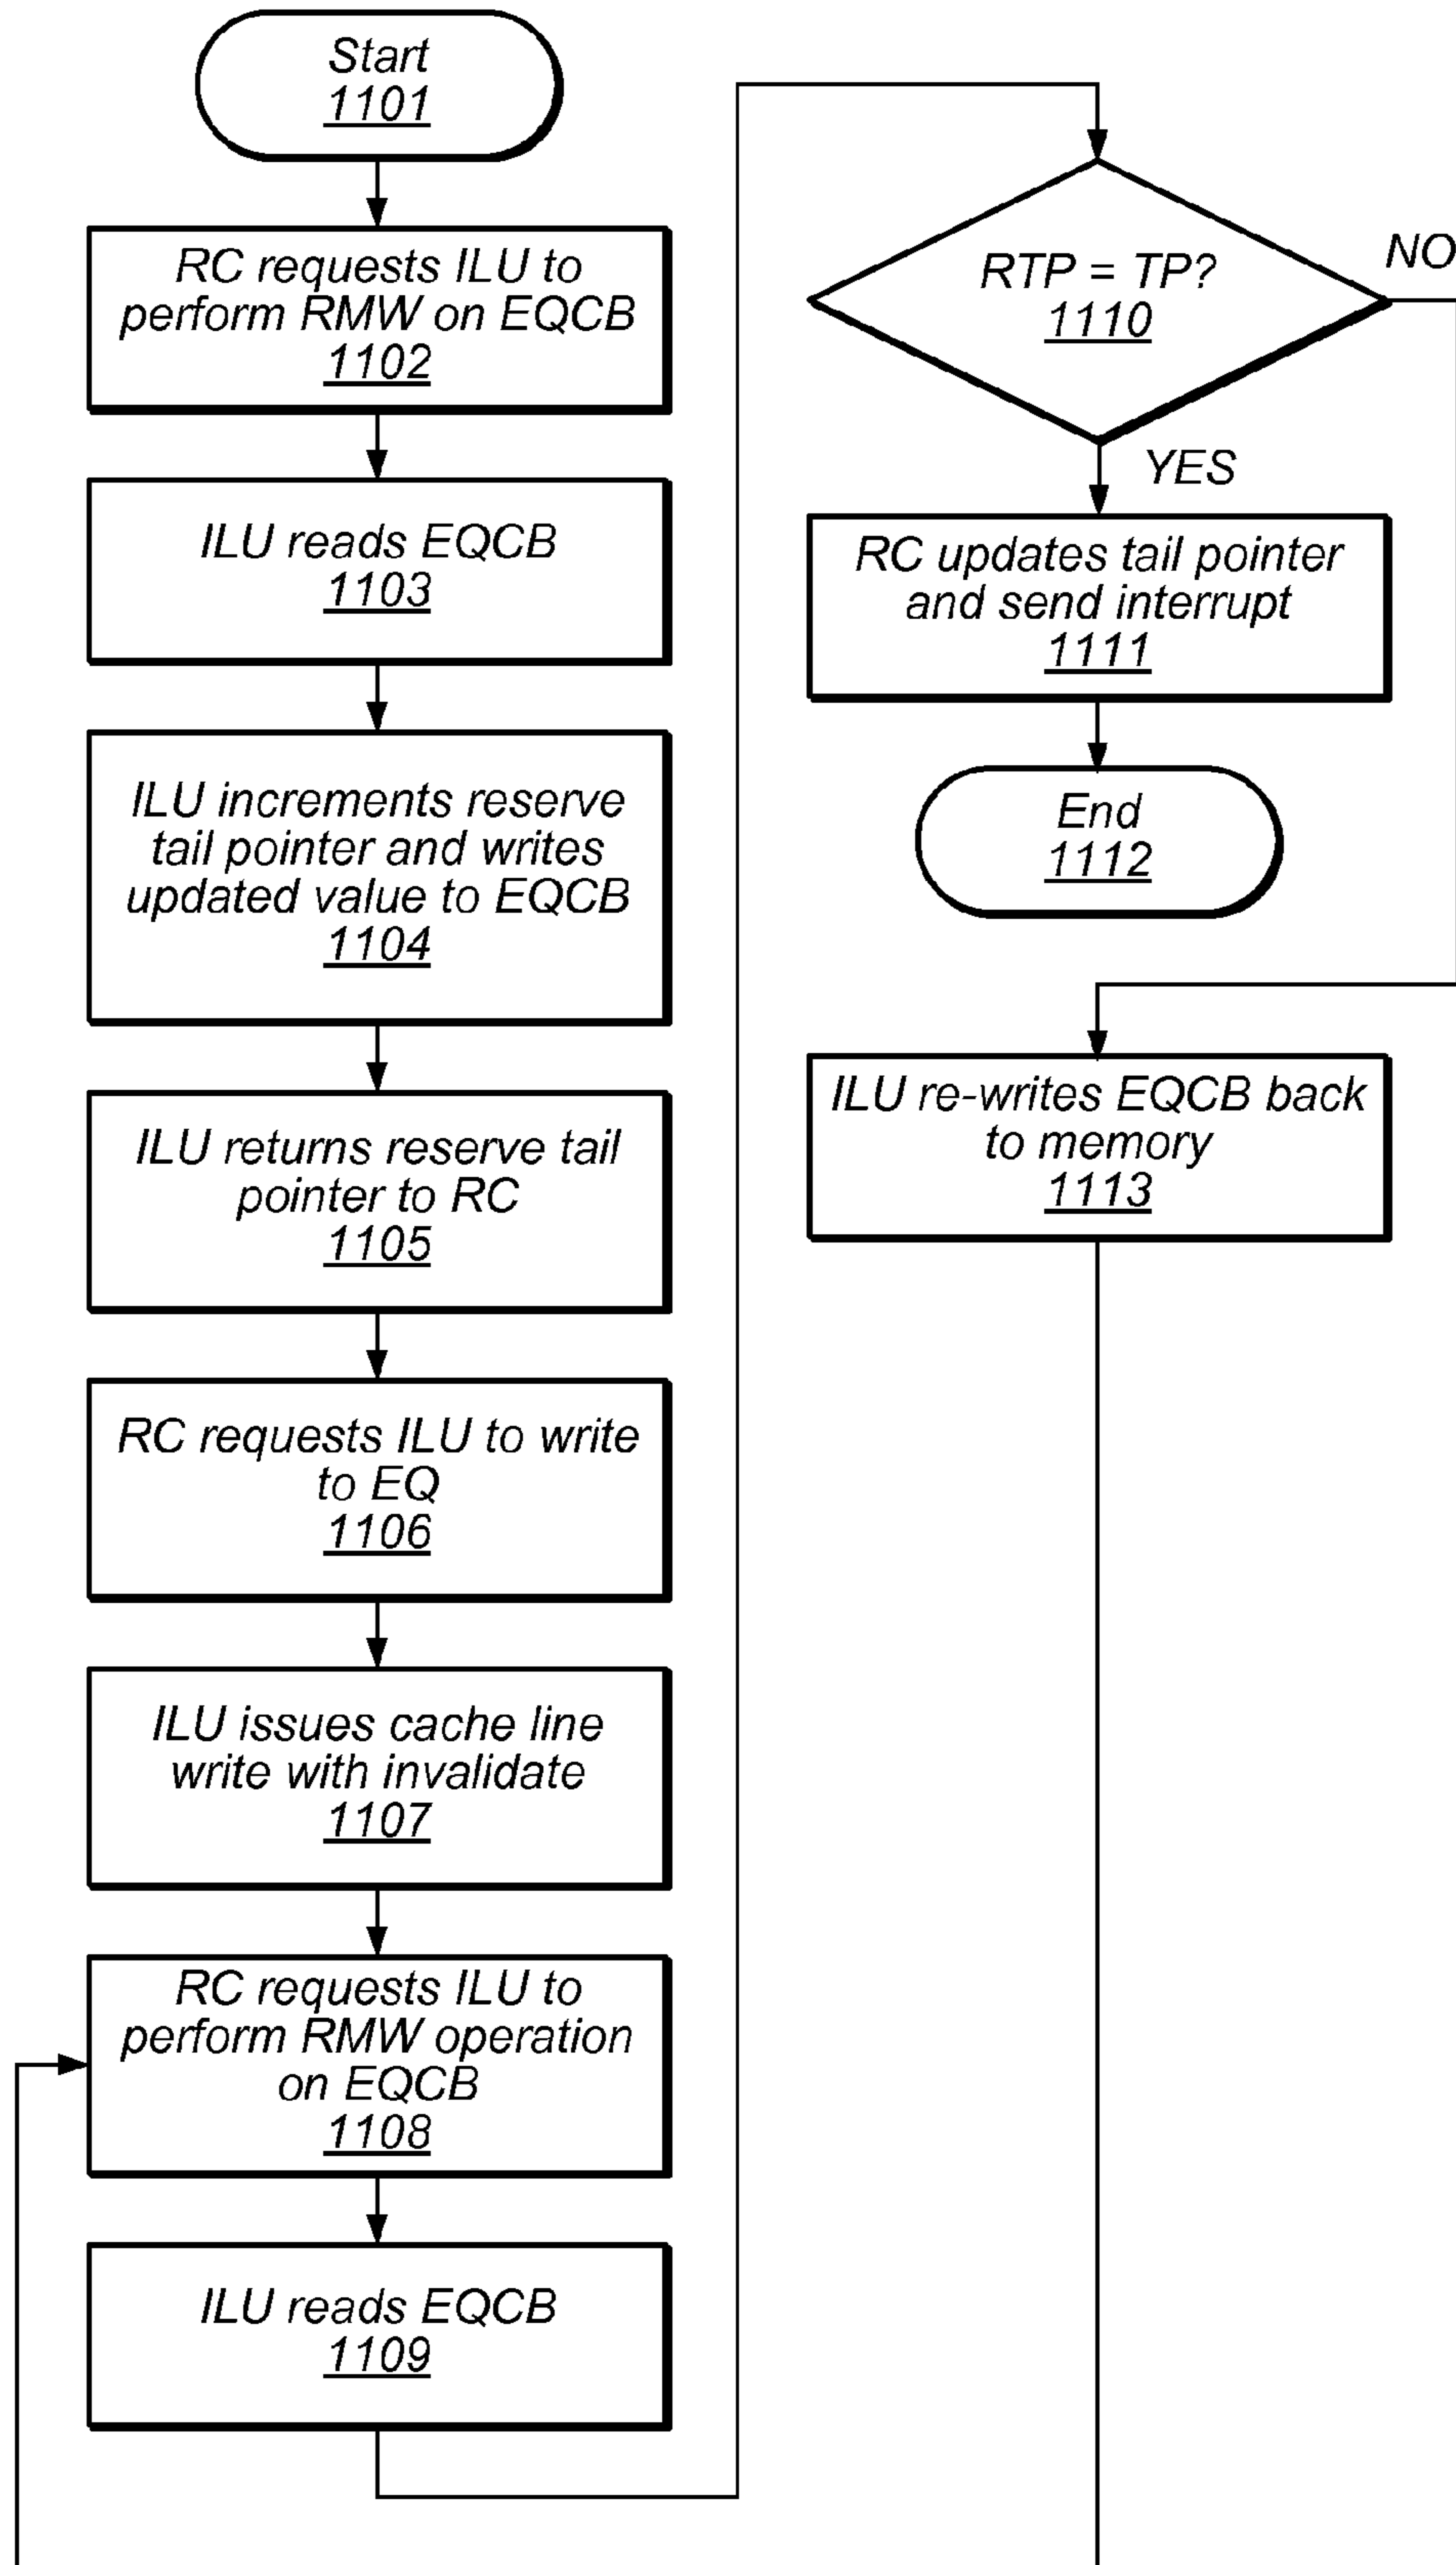 Start
1101
RC requests ILU to
perform RMW on EQCB
1102
ILU reads EQCB
1103
ILU increments reserve
tail pointer and writes
updated value to EQCB
1104
ILU returns reserve tail
pointer to RC
1105
RC requests ILU to write
to EQ
1106
ILU issues cache line
write with invalidate
1107
RC requests ILU to
perform RMW operation
on EQCB
1108
ILU reads EQCB
1109
RTP = TP?
1110
NO
YES
RC updates tail pointer
and send interrupt
1111
End
1112
ILU re-writes EQCB back
to memory
1113